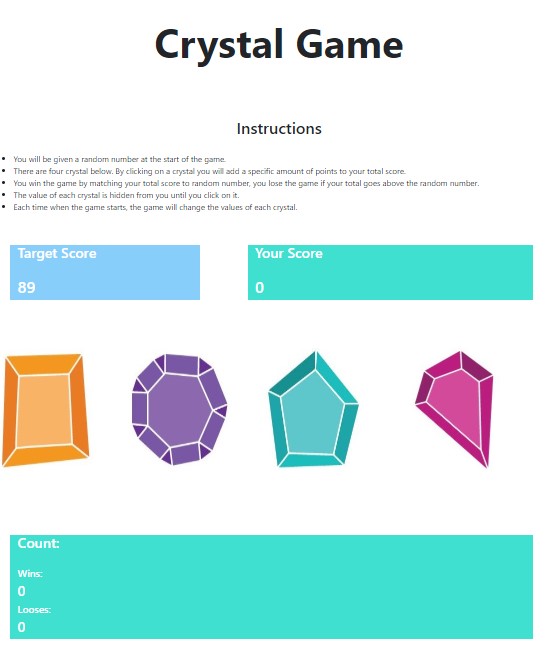 Crystal Game
Instructions
You will be given a random number at the start of the game.
There are four crystal below. By clicking on a crystal you will add a specific amount of points to your total score.
You win the game by matching your total score to random number, you lose the game if your total goes above the random number.
The value of each crystal is hidden from you until you click on it.
Each time when the game starts, the game will change the values of each crystal.
Target Score
89
Your Score
0
Count:
Wins:
0
Looses:
0